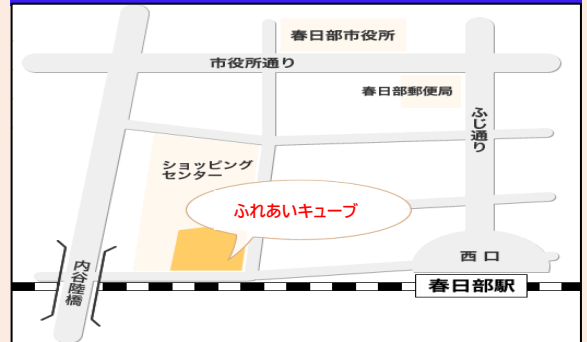 春日部市役所
市役所通り
春日部郵便局
ふじ通り
ショッピング
センター
ふれあいキューブ
西口
内谷陸橋
春日部駅